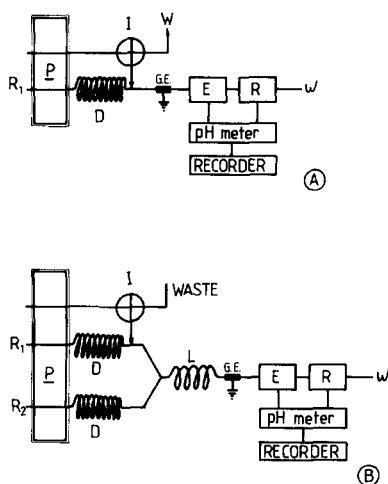 I W
P
R₁ D G.E. E R W
pH meter
RECORDER
A
I WASTE
R₁ P D
L G.E. E R W
R₂ D
pH meter
RECORDER
B